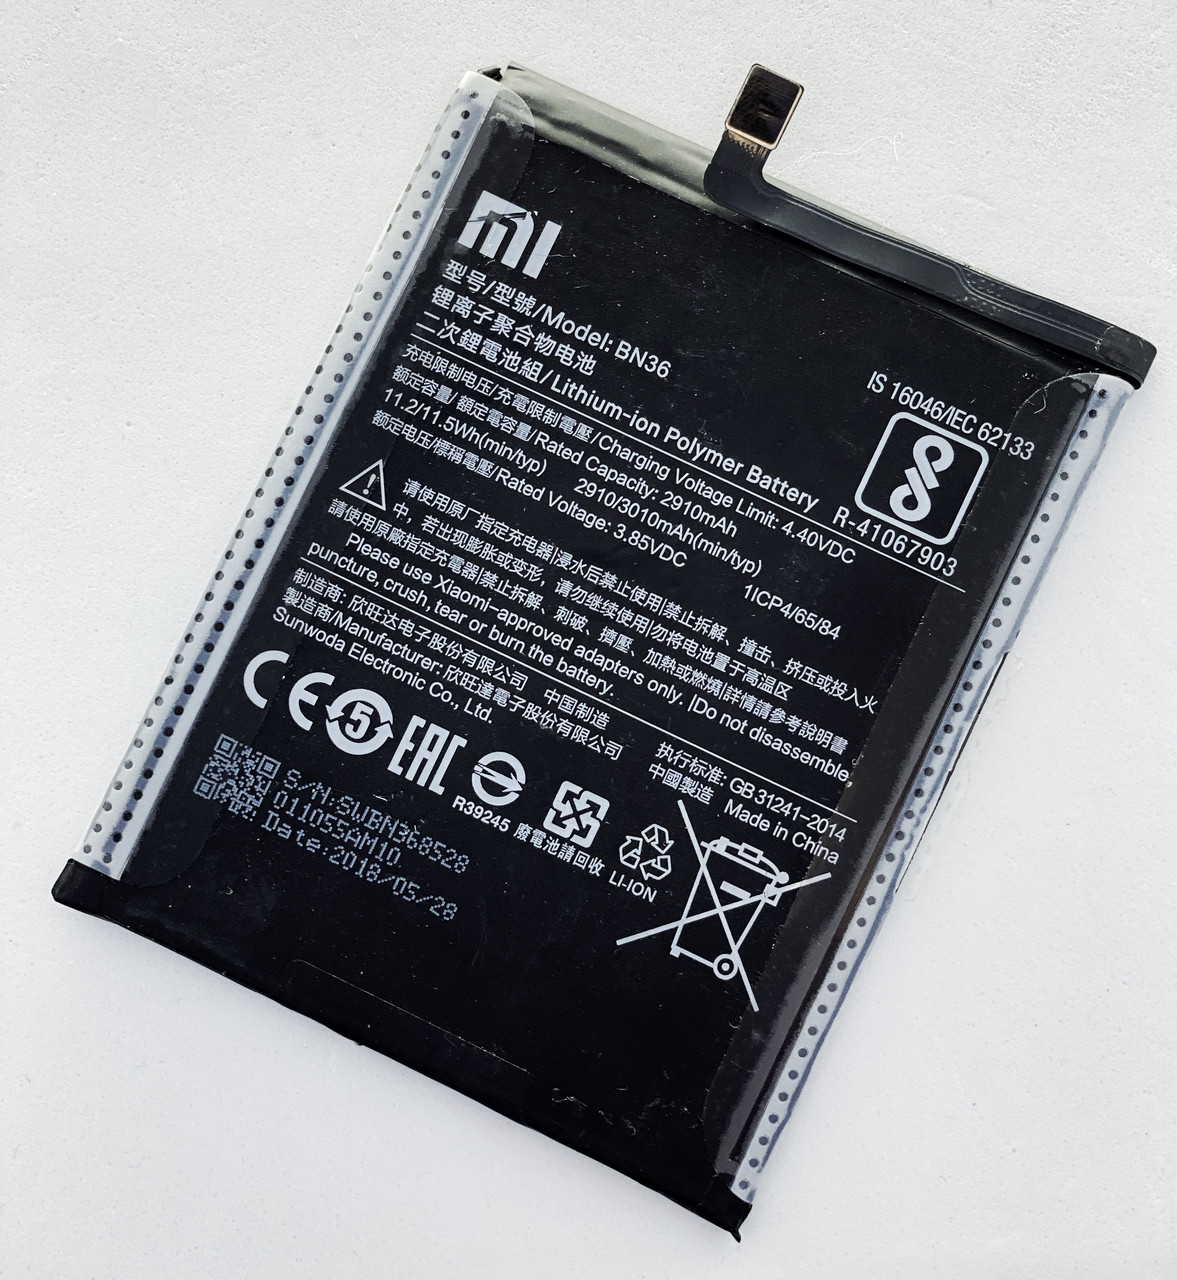 mi
型号/型號/Model: BN36
锂离子聚合物电池
二次鋰電池組/Lithium-ion Polymer Battery
IS 16046/IEC 62133
R-41067903
充电限制电压/充電限制電壓/Charging Voltage Limit: 4.40VDC
额定容量/額定電容量/Rated Capacity: 2910mAh
11.2/11.5Wh(min/typ) 2910/3010mAh(min/typ)
额定电压/標稱電壓/Rated Voltage: 3.85VDC 1ICP4/65/84
请使用原厂指定充电器|浸水后禁止使用|禁止拆解、撞击、挤压或投入火
中，若出现膨胀或变形，请勿继续使用|勿将电池置于高温区
請使用原廠指定充電器|禁止拆解、刺破、擠壓、加熱或燃燒|詳情請參考說明書
Please use Xiaomi-approved adapters only. |Do not disassemble,
puncture, crush, tear or burn the battery.
制造商: 欣旺达电子股份有限公司 中国制造 执行标准: GB31241-2014
製造商/Manufacturer: 欣旺達電子股份有限公司 中國製造 Made in China
Sunwoda Electronic Co., Ltd.
CE
5
EAC
R39245
廢電池請回收
LI-ION
S/N:SWBN368528
011053AM10
Date:2018/05/28